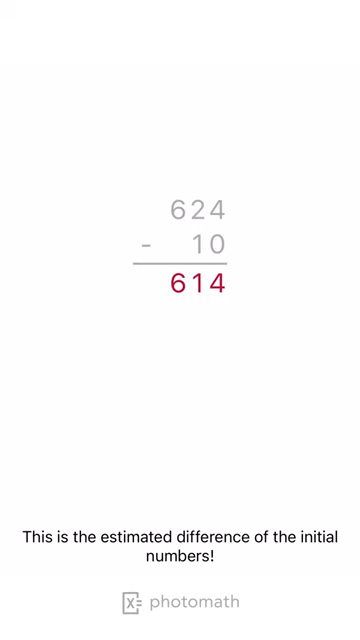 624
- 10
614
This is the estimated difference of the initial
numbers!
photomath